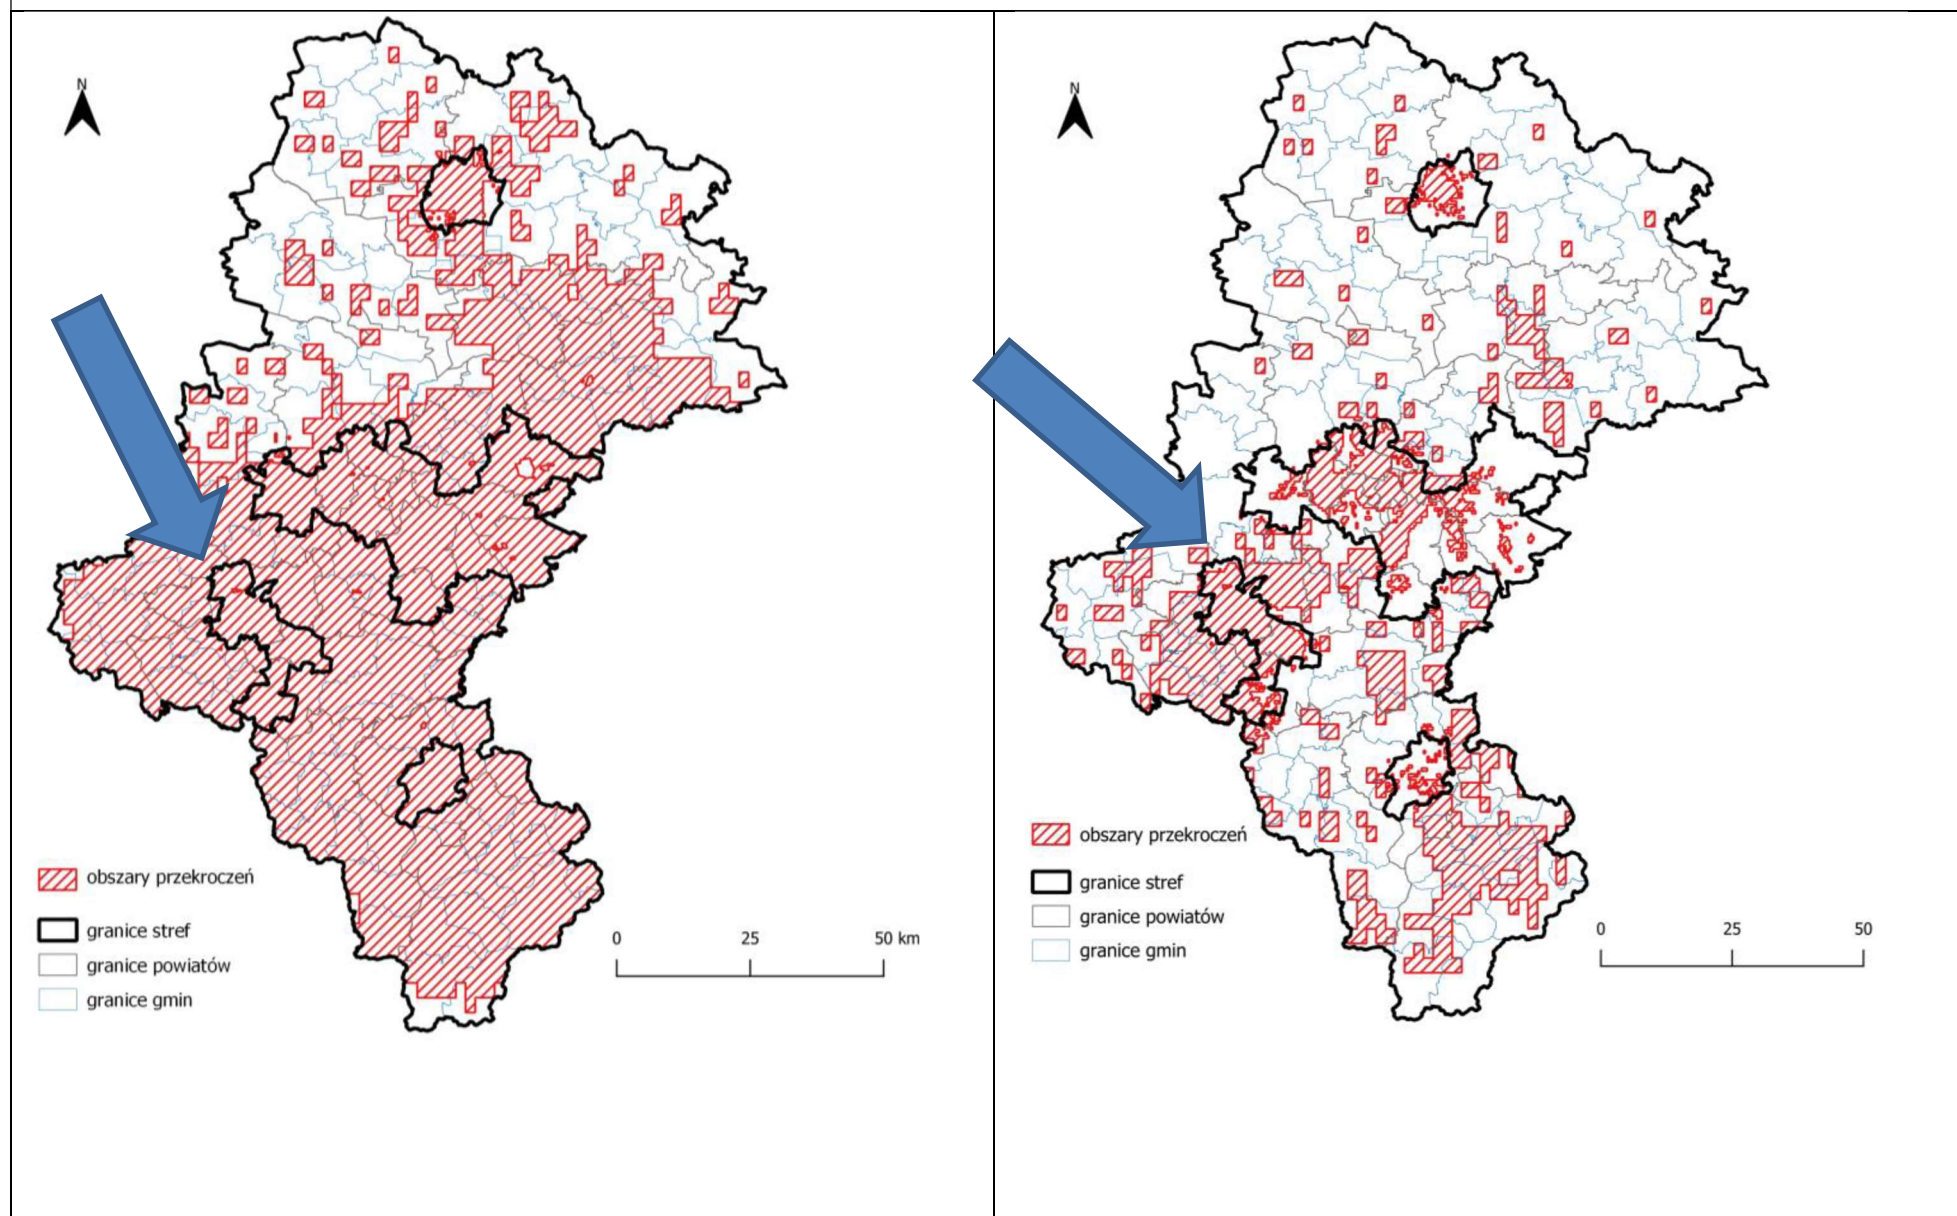 N
obszary przekroczeń
granice stref
granice powiatów
granice gmin
0 25 50 km
N
obszary przekroczeń
granice stref
granice powiatów
granice gmin
0 25 50